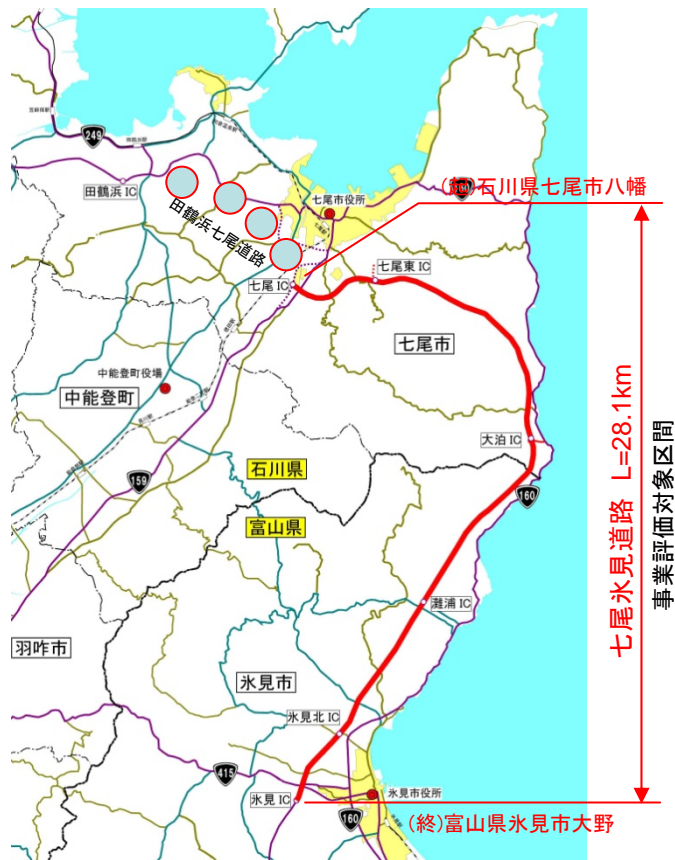 249
田鶴浜 IC
田鶴浜七尾道路
七尾市役所
(起)石川県七尾市八幡
七尾 IC
七尾東 IC
七尾市
中能登町役場
中能登町
大泊 IC
159
石川県
160
富山県
灘浦 IC
羽咋市
氷見市
氷見北 IC
415
氷見 IC
氷見市役所
160
(終)富山県氷見市大野
七尾氷見道路 L=28.1km
事業評価対象区間